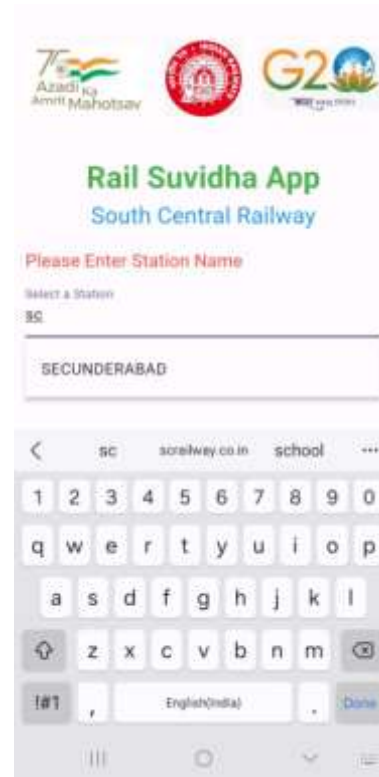 75
Azadi Ka
Amrit Mahotsav
G20
Rail Suvidha App
South Central Railway
Please Enter Station Name
Select a Station
sc
SECUNDERABAD
< sc scrailway.co.in school ...
1 2 3 4 5 6 7 8 9 0
q w e r t y u i o p
a s d f g h j k l
z x c v b n m
!#1 , English(India) . Done